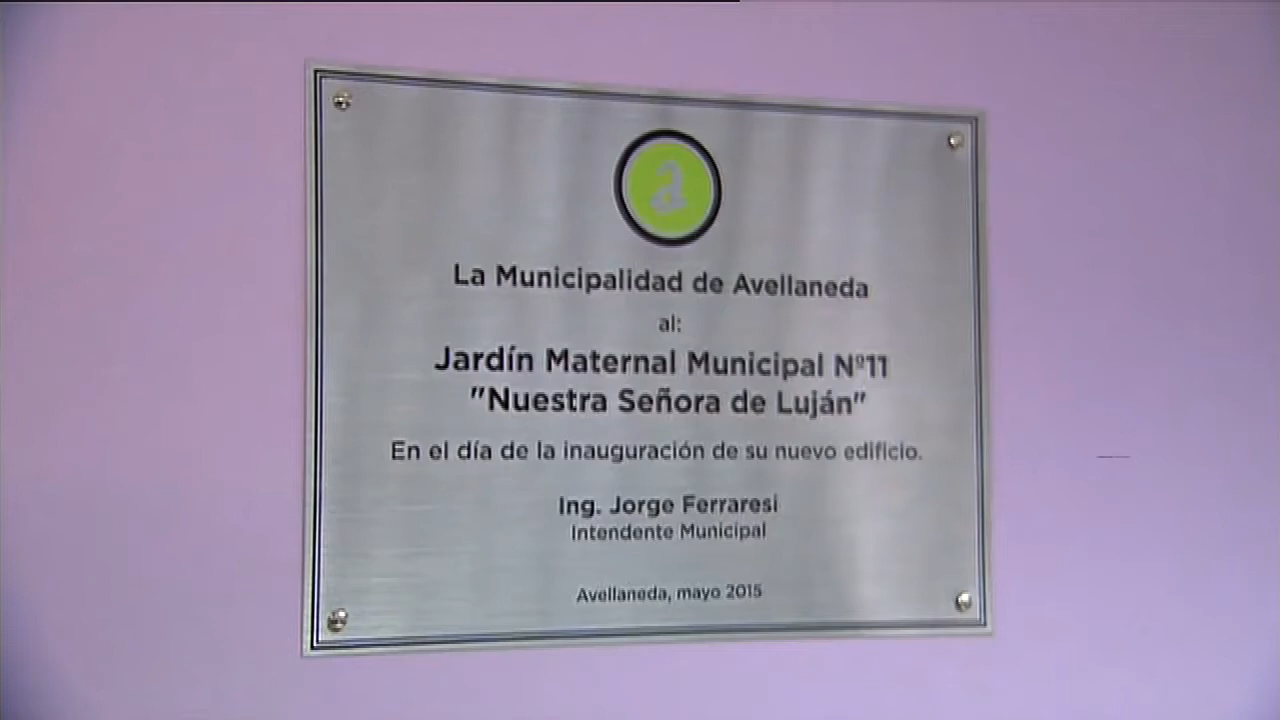 a
La Municipalidad de Avellaneda
al:
Jardín Maternal Municipal Nº11
"Nuestra Señora de Luján"
En el día de la inauguración de su nuevo edificio.
Ing. Jorge Ferraresi
Intendente Municipal
Avellaneda, mayo 2015